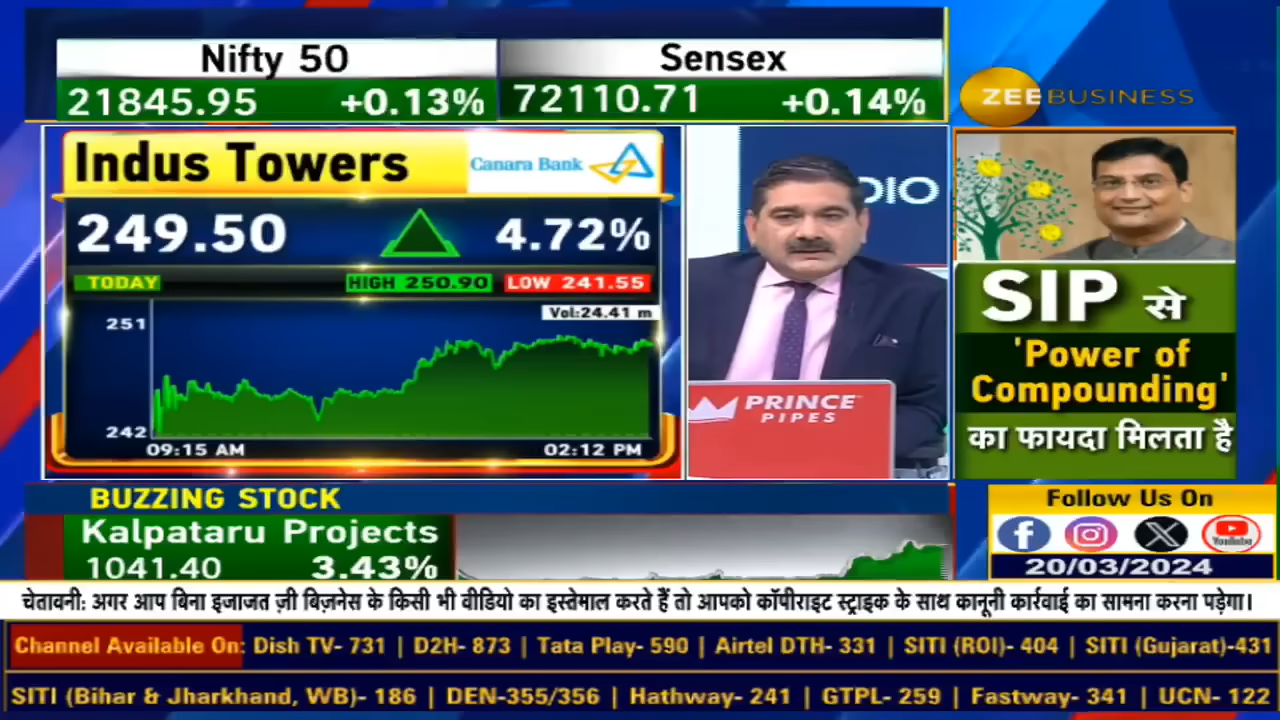 Nifty 50
Sensex
21845.95 +0.13%
72110.71 +0.14%
ZEEBUSINESS
Indus Towers
Canara Bank
249.50 4.72%
TODAY HIGH 250.90 LOW 241.55
Vol:24.41 m
251
242
09:15 AM 02:12 PM
DIO
PRINCE
PIPES
SIP से
'Power of
Compounding'
का फायदा मिलता है
BUZZING STOCK
Kalpataru Projects
1041.40 3.43%
Follow Us On
YouTube
20/03/2024
चेतावनी: अगर आप बिना इजाजत ज़ी बिज़नेस के किसी भी वीडियो का इस्तेमाल करते हैं तो आपको कॉपीराइट स्ट्राइक के साथ कानूनी कार्रवाई का सामना करना पड़ेगा।
Channel Available On: Dish TV- 731 | D2H- 873 | Tata Play- 590 | Airtel DTH- 331 | SITI (ROI)- 404 | SITI (Gujarat)-431
SITI (Bihar & Jharkhand, WB)- 186 | DEN-355/356 | Hathway- 241 | GTPL- 259 | Fastway- 341 | UCN- 122